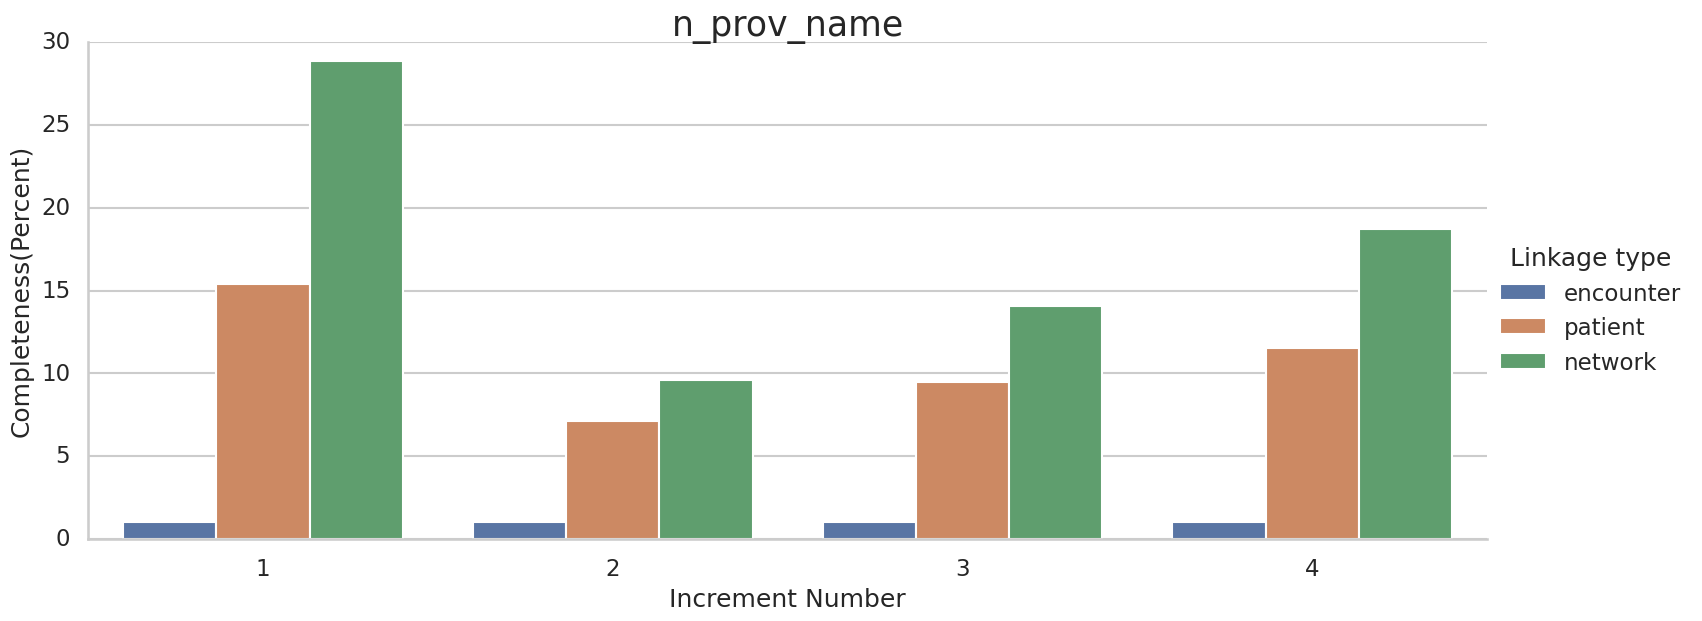 n_prov_name
30
25
20
15
10
5
0
Completeness(Percent)
1 2 3 4
Increment Number
Linkage type
encounter
patient
network